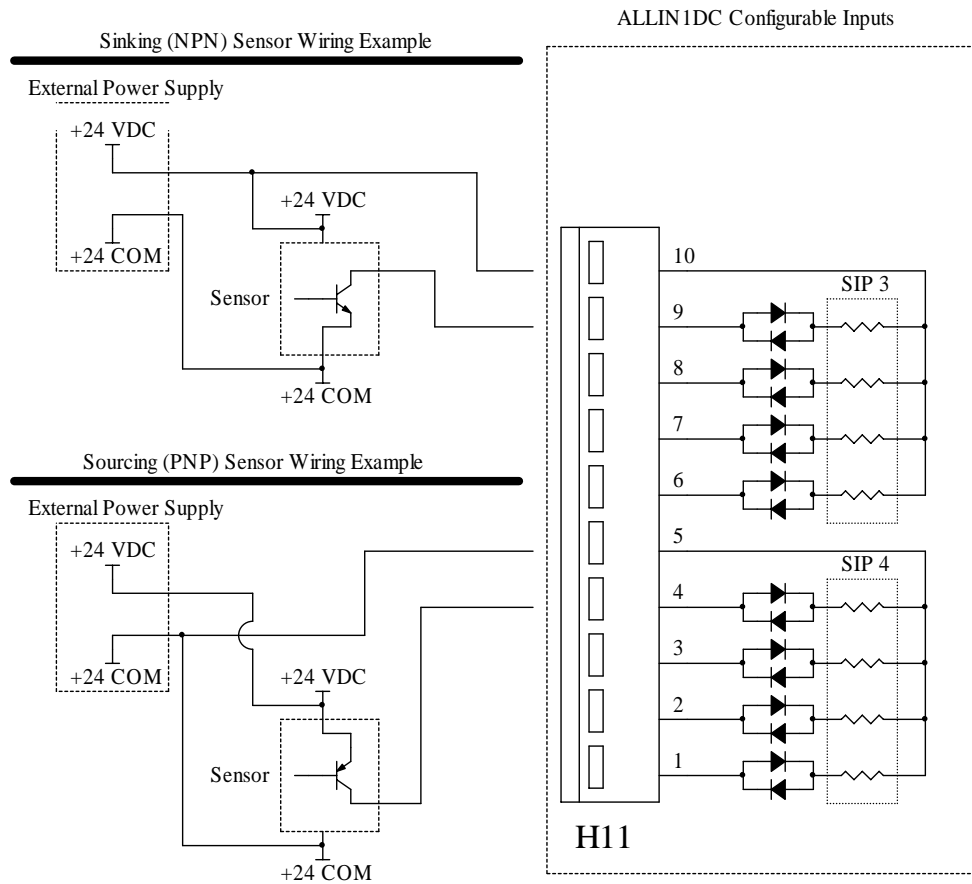 ALLIN1DC Configurable Inputs
Sinking (NPN) Sensor Wiring Example
External Power Supply
+24 VDC
+24 COM
+24 VDC
Sensor
+24 COM
Sourcing (PNP) Sensor Wiring Example
External Power Supply
+24 VDC
+24 COM
+24 VDC
Sensor
+24 COM
10
SIP 3
9
8
7
6
5
SIP 4
4
3
2
1
H11